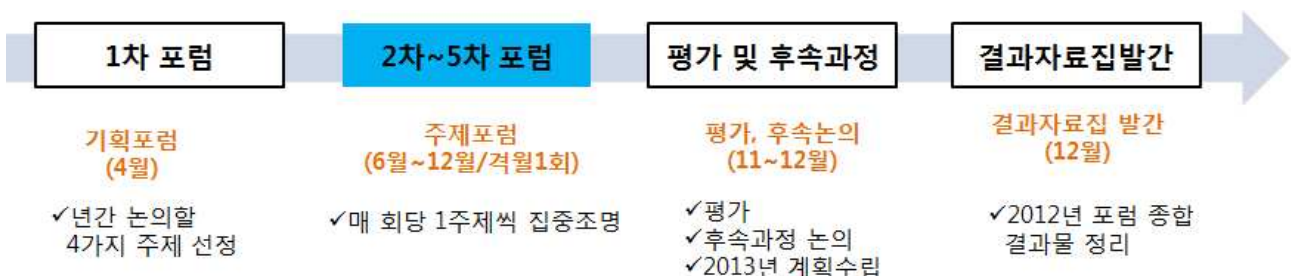 1차 포럼
2차~5차 포럼
평가 및 후속과정
결과자료집발간
기획포럼
(4월)
✓년간 논의할
4가지 주제 선정
주제포럼
(6월~12월/격월1회)
✓매 회당 1주제씩 집중조명
평가, 후속논의
(11~12월)
✓평가
✓후속과정 논의
✓2013년 계획수립
결과자료집 발간
(12월)
✓2012년 포럼 종합
결과물 정리